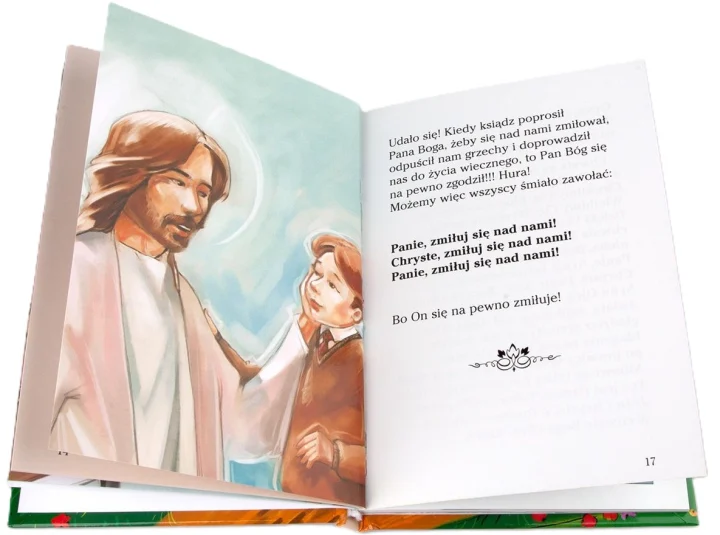 Udało się! Kiedy ksiądz poprosił
Pana Boga, żeby się nad nami zmiłował,
odpuścił nam grzechy i doprowadził
nas do życia wiecznego, to Pan Bóg się
na pewno zgodził!!! Hura!
Możemy więc wszyscy śmiało zawołać:
Panie, zmiłuj się nad nami!
Chryste, zmiłuj się nad nami!
Panie, zmiłuj się nad nami!
Bo On się na pewno zmiłuje!
17